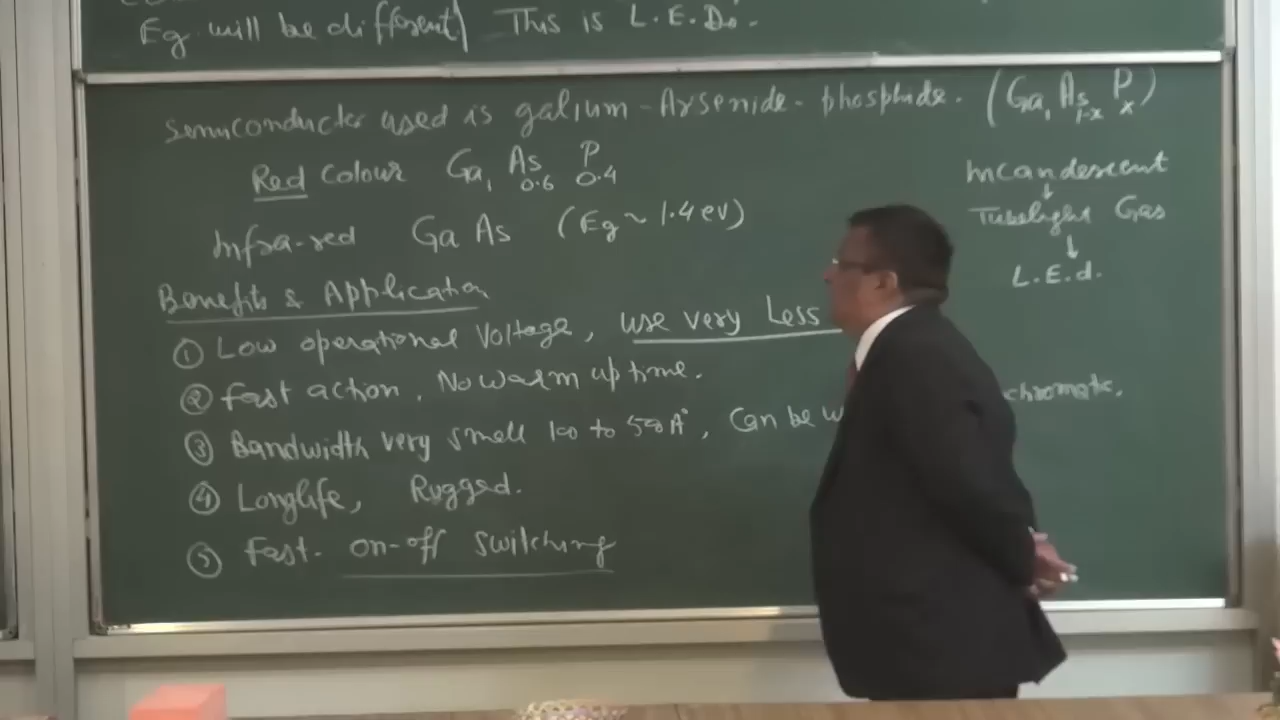 Eg will be different) This is L.E.D.
Semiconductor used is galium-Arsenide-phosphide. (Ga1 As1-x Px)
Red Colour Ga1 As0.6 P0.4
Infra-red Ga As (Eg ~ 1.4 eV)
Benefits & Application
① Low operational Voltage, use very Less
② Fast action, No warm up time.
③ Bandwidth very small 100 to 500 A°, Can be
chromatic.
④ Longlife, Rugged.
⑤ Fast. on-off switching
Incandescent
↓
Tubelight Gas
↓
L.E.d.